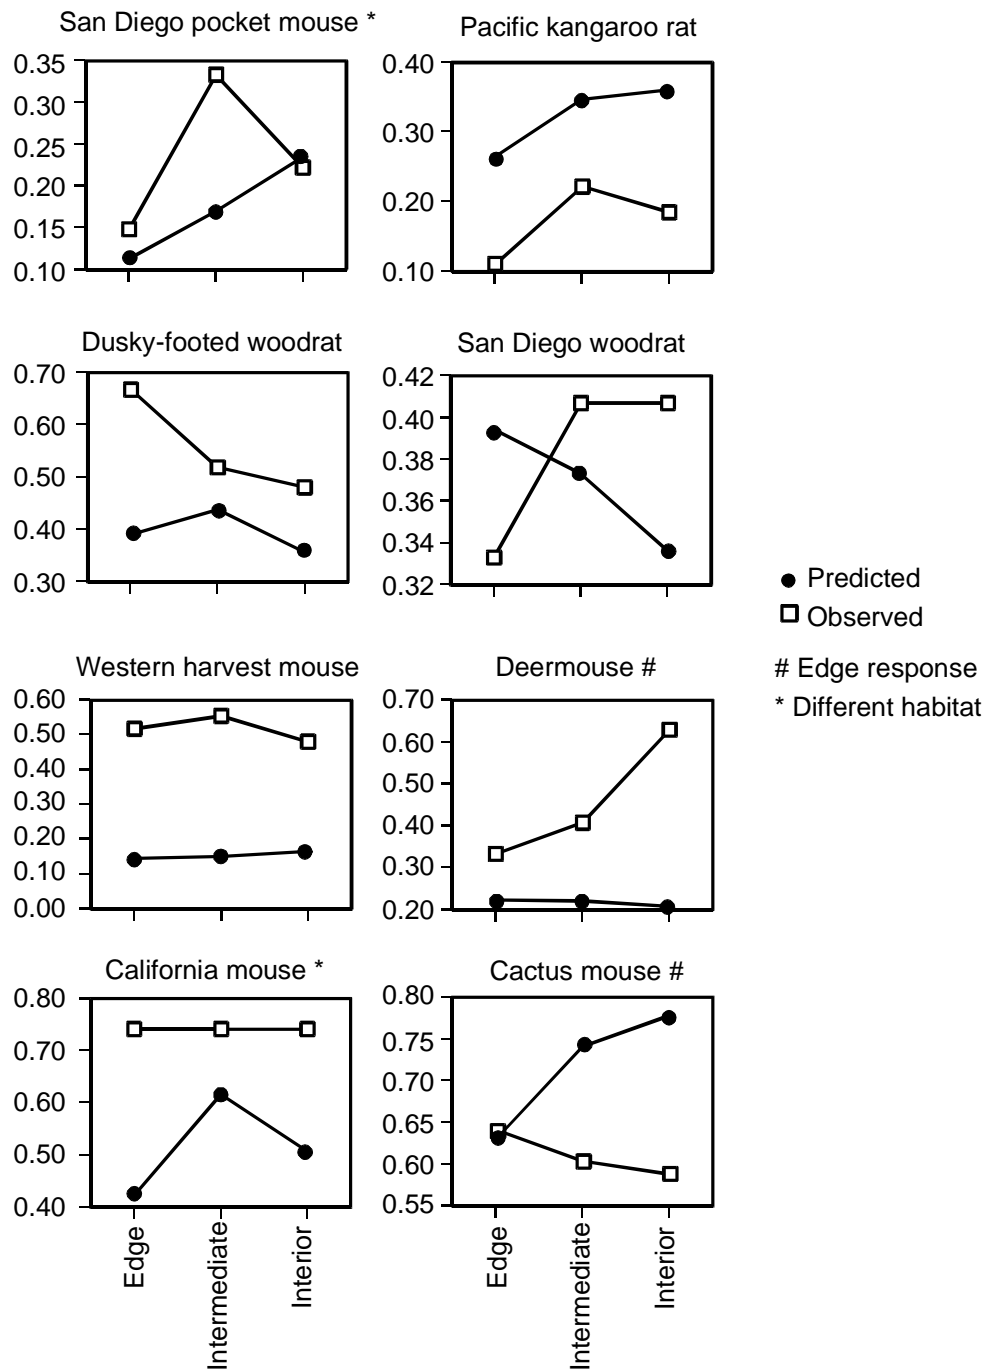 San Diego pocket mouse *
0.35
0.30
0.25
0.20
0.15
0.10
Pacific kangaroo rat
0.40
0.30
0.20
0.10
Dusky-footed woodrat
0.70
0.60
0.50
0.40
0.30
San Diego woodrat
0.42
0.40
0.38
0.36
0.34
0.32
Western harvest mouse
0.60
0.50
0.40
0.30
0.20
0.10
0.00
Deermouse #
0.70
0.60
0.50
0.40
0.30
0.20
California mouse *
0.80
0.70
0.60
0.50
0.40
Edge
Intermediate
Interior
Cactus mouse #
0.80
0.75
0.70
0.65
0.60
0.55
Edge
Intermediate
Interior
Predicted
Observed
# Edge response
* Different habitat